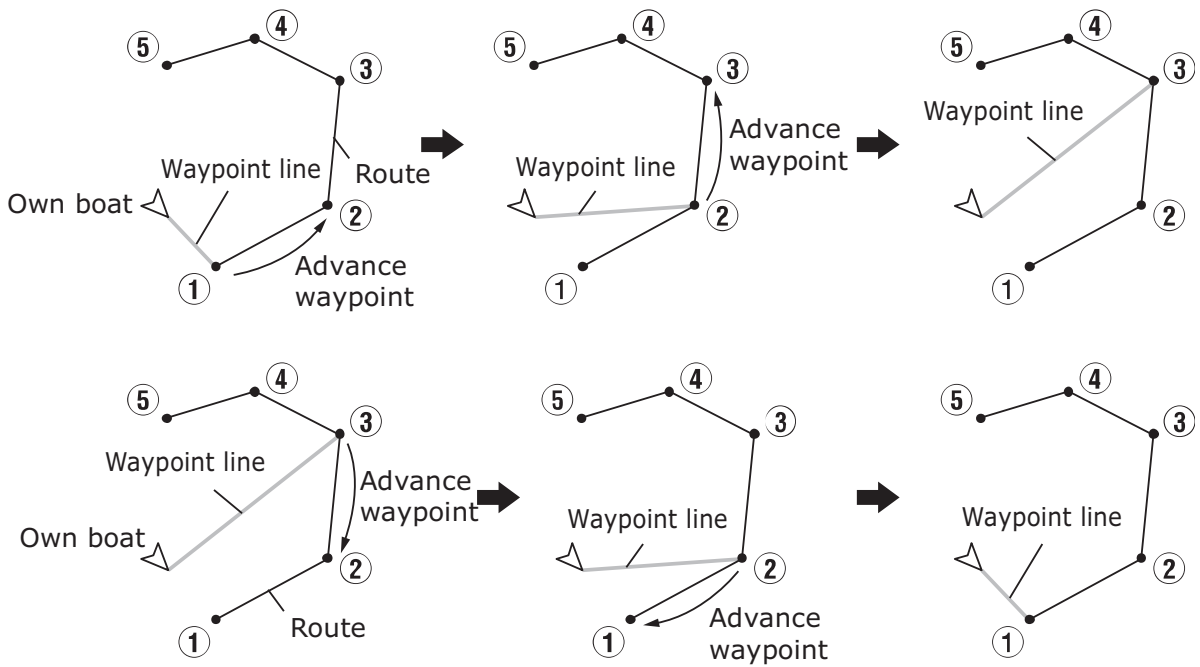 ④
⑤
③
Waypoint line
Route
Own boat
②
Advance
waypoint
①
④
⑤
③
Advance
waypoint
Waypoint line
②
①
④
⑤
③
Waypoint line
②
①
④
⑤
③
Waypoint line
Advance
waypoint
Own boat
②
Route
①
④
⑤
③
Waypoint line
②
Advance
waypoint
①
④
⑤
③
Waypoint line
②
①